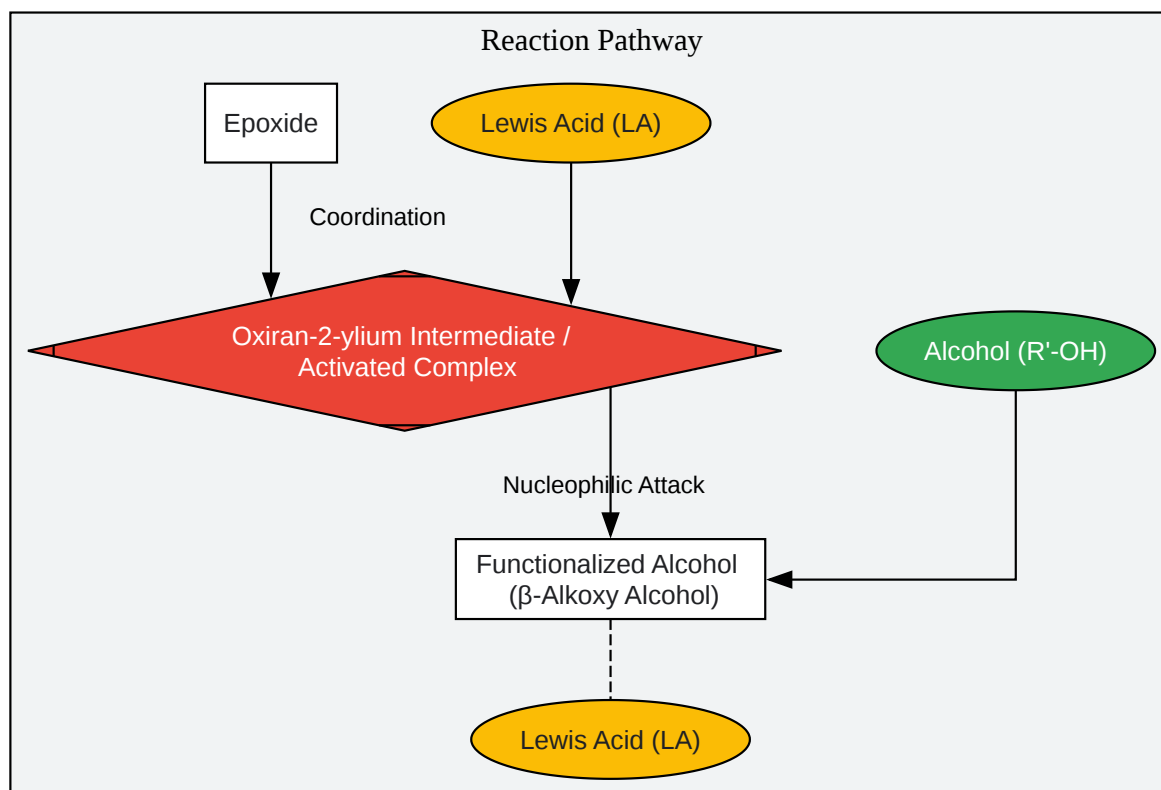 Reaction Pathway
Epoxide
Lewis Acid (LA)
Coordination
Oxiran-2-ylium Intermediate /
Activated Complex
Alcohol (R'-OH)
Nucleophilic Attack
Functionalized Alcohol
(β-Alkoxy Alcohol)
Lewis Acid (LA)